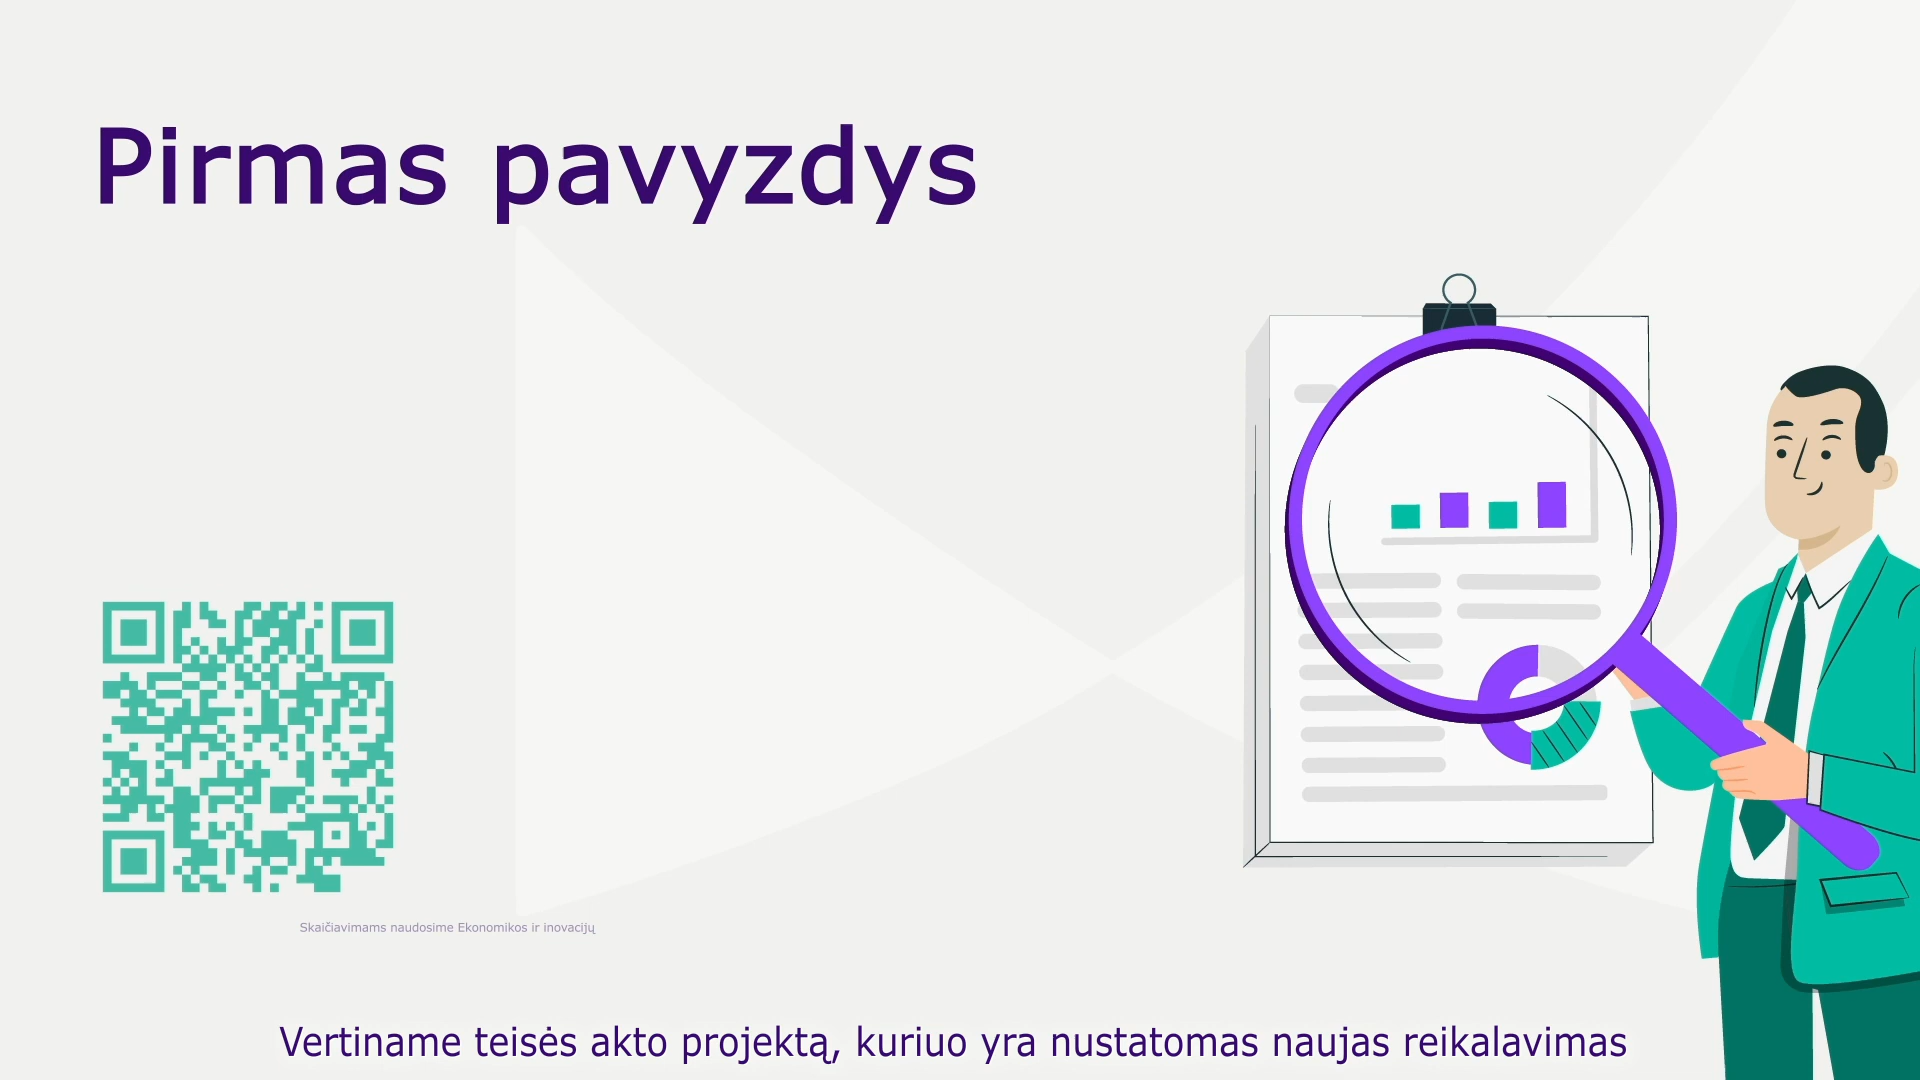 Pirmas pavyzdys
Skaičiavimams naudosime Ekonomikos ir inovacijų
Vertiname teisės akto projektą, kuriuo yra nustatomas naujas reikalavimas